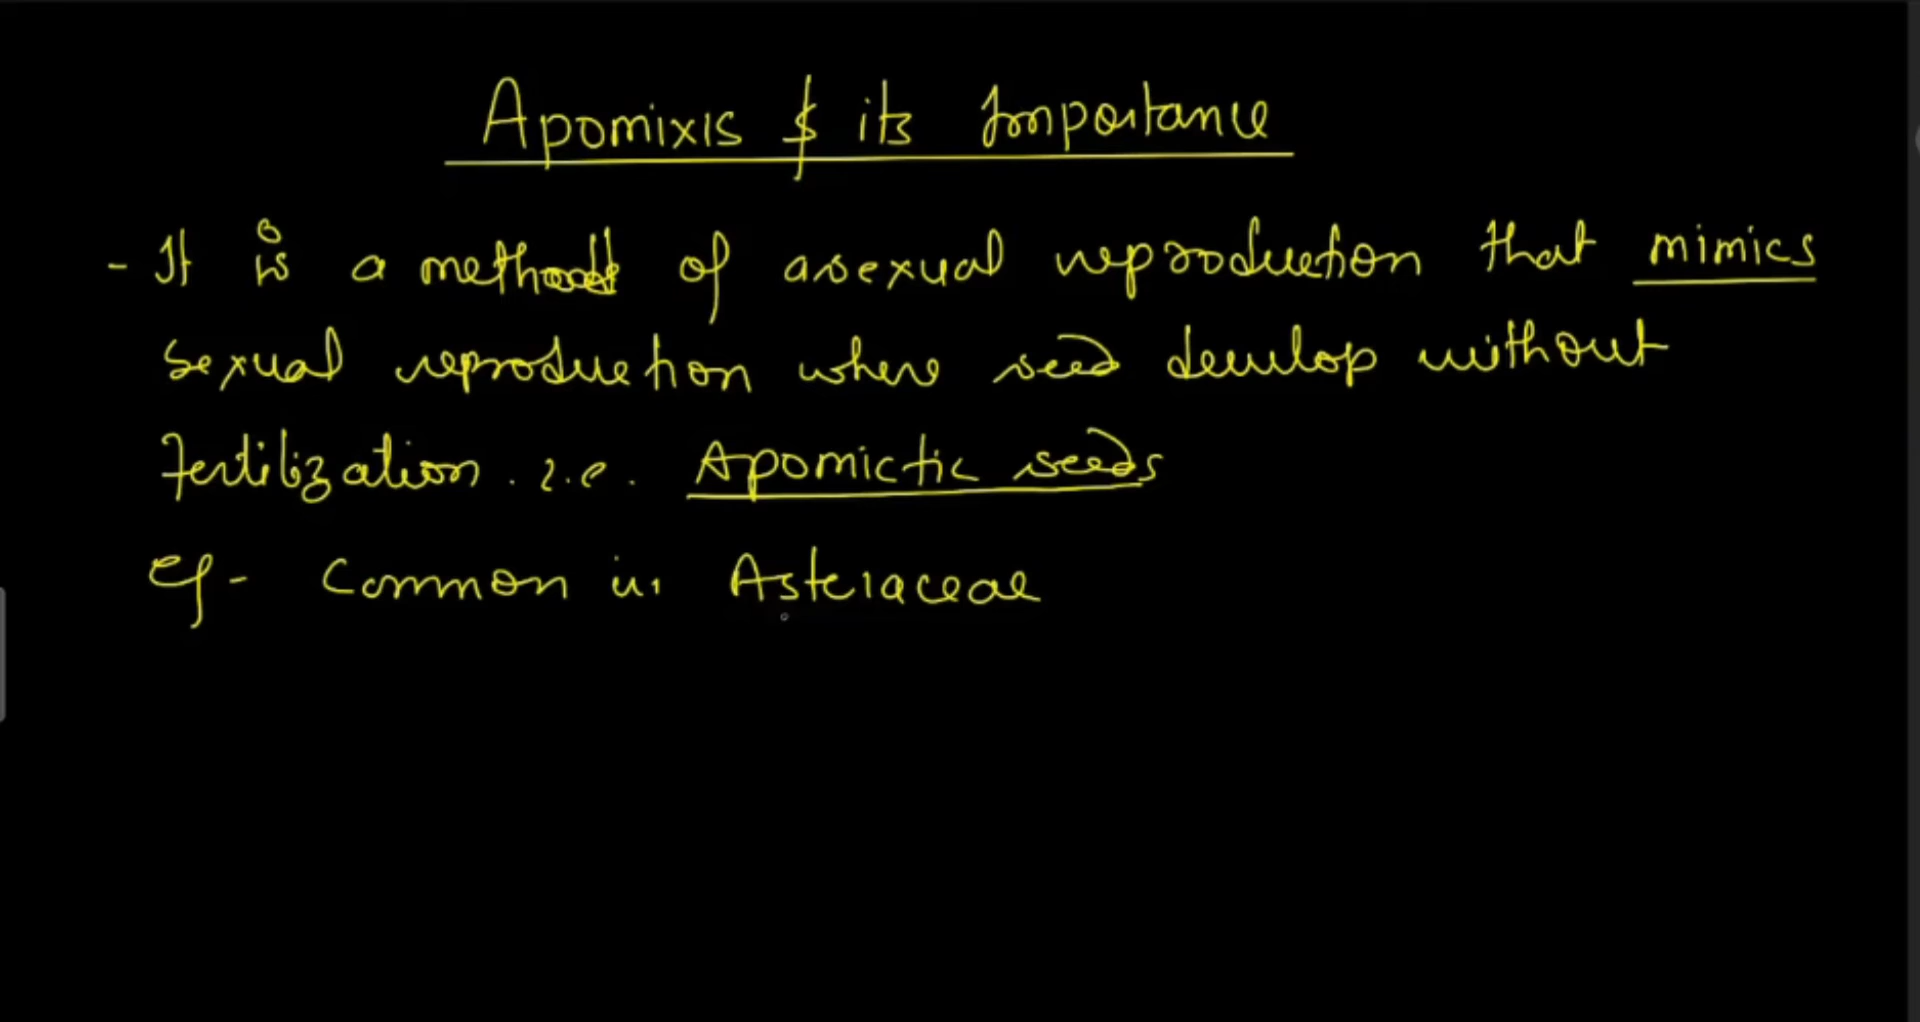 Apomixis & its Importance
- It is a method of asexual reproduction that mimics
sexual reproduction where seed develop without
fertilization. i.e. Apomictic seeds
eg- Common in Asteraceae